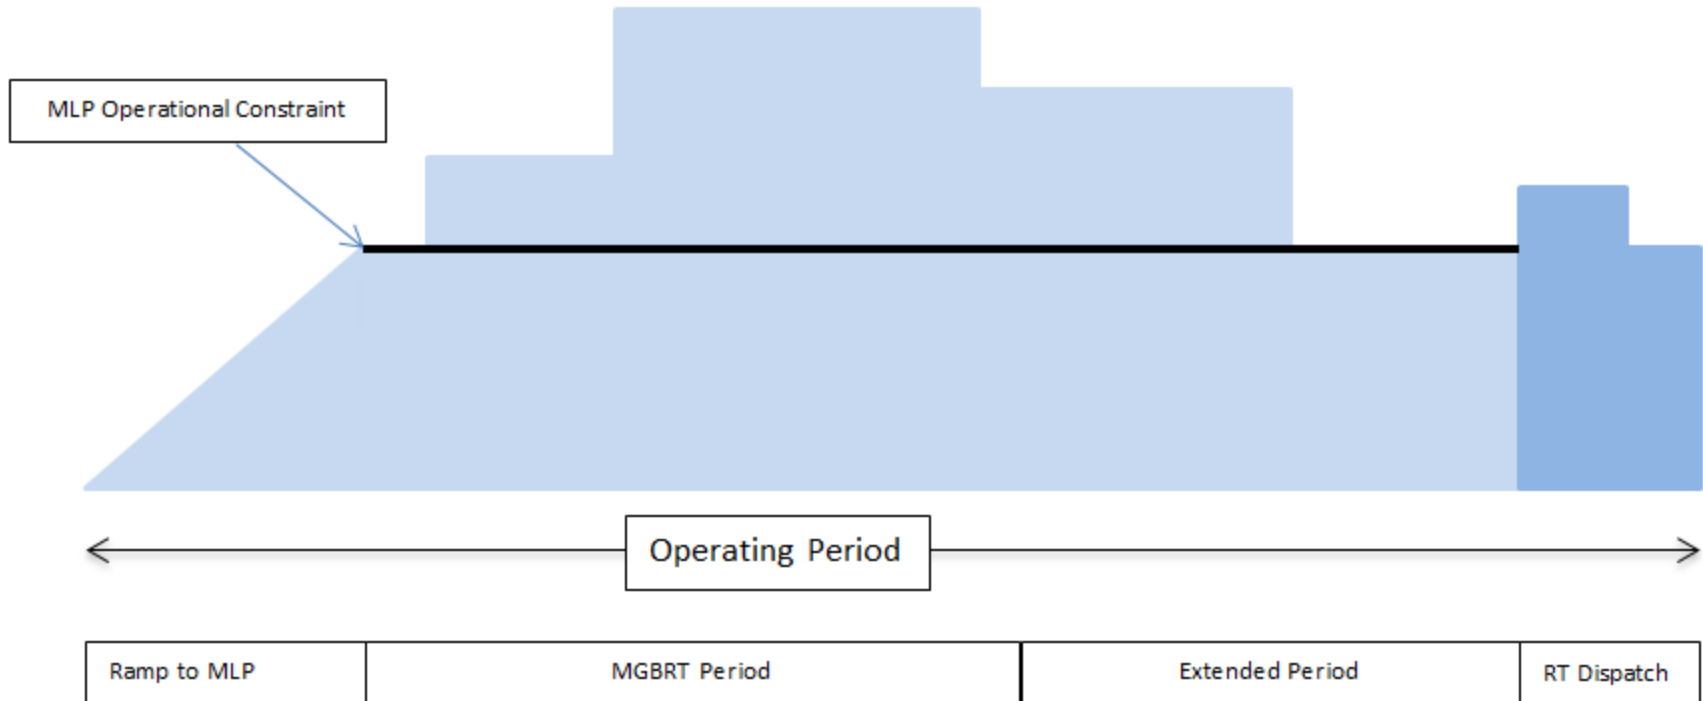 MLP Operational Constraint
Operating Period
Ramp to MLP
MGBRT Period
Extended Period
RT Dispatch